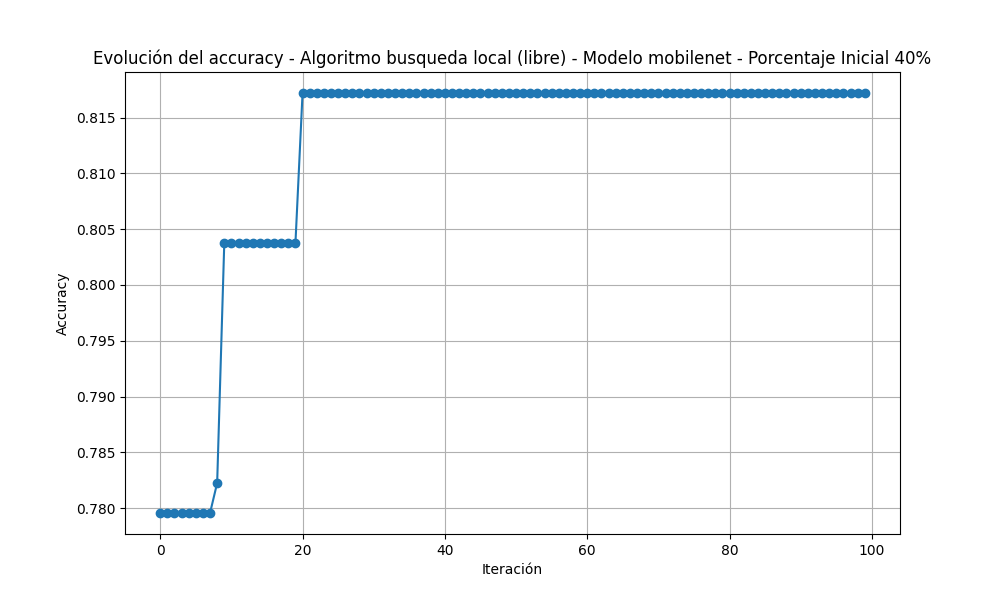 Evolución del accuracy - Algoritmo busqueda local (libre) - Modelo mobilenet - Porcentaje Inicial 40%
0.815
0.810
0.805
0.800
0.795
0.790
0.785
0.780
Accuracy
0 20 40 60 80 100
Iteración